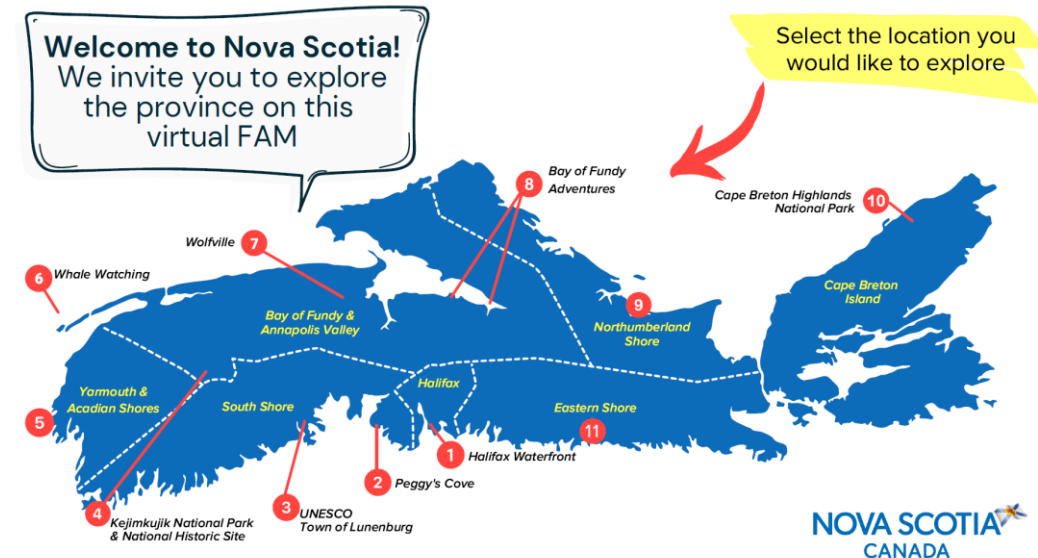 Welcome to Nova Scotia!
We invite you to explore
the province on this
virtual FAM
Select the location you
would like to explore
8
Bay of Fundy
Adventures
Cape Breton Highlands
National Park
10
Wolfville
7
6
Whale Watching
Cape Breton
Island
9
Bay of Fundy &
Annapolis Valley
Northumberland
Shore
Yarmouth &
Acadian Shores
South Shore
Halifax
Eastern Shore
5
11
1
Halifax Waterfront
2
Peggy's Cove
3
UNESCO
Town of Lunenburg
4
Kejimkujik National Park
& National Historic Site
NOVA SCOTIA
CANADA